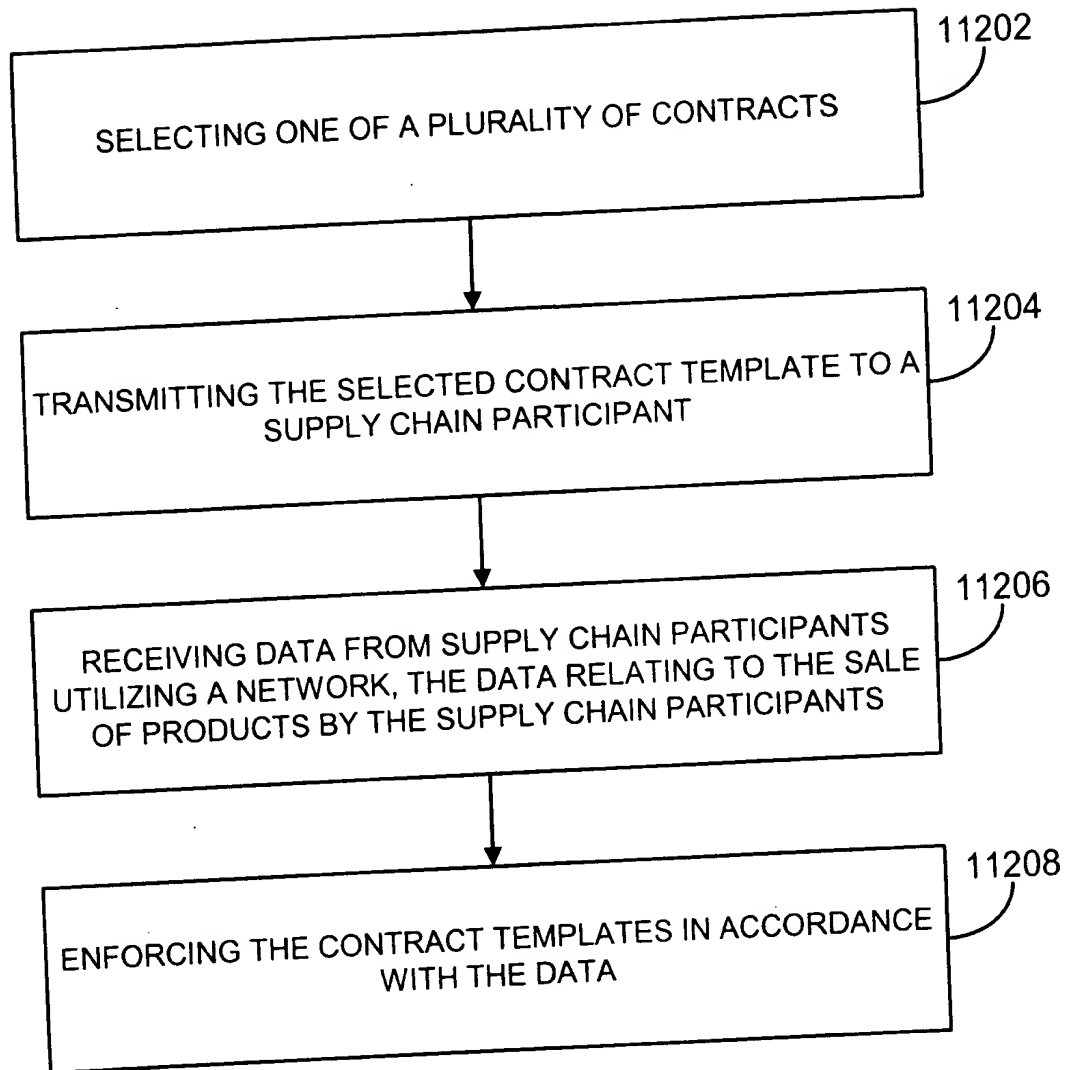 11202
SELECTING ONE OF A PLURALITY OF CONTRACTS
11204
TRANSMITTING THE SELECTED CONTRACT TEMPLATE TO A
SUPPLY CHAIN PARTICIPANT
11206
RECEIVING DATA FROM SUPPLY CHAIN PARTICIPANTS
UTILIZING A NETWORK, THE DATA RELATING TO THE SALE
OF PRODUCTS BY THE SUPPLY CHAIN PARTICIPANTS
11208
ENFORCING THE CONTRACT TEMPLATES IN ACCORDANCE
WITH THE DATA